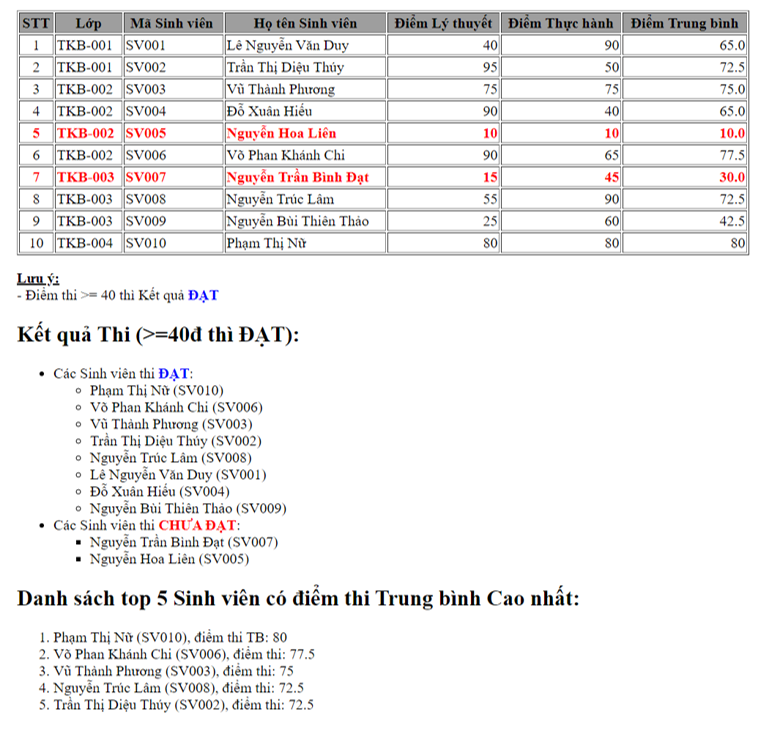 STT Lớp Mã Sinh viên Họ tên Sinh viên Điểm Lý thuyết Điểm Thực hành Điểm Trung bình
1 TKB-001 SV001 Lê Nguyễn Văn Duy 40 90 65.0
2 TKB-001 SV002 Trần Thị Diệu Thúy 95 50 72.5
3 TKB-002 SV003 Vũ Thành Phương 75 75 75.0
4 TKB-002 SV004 Đỗ Xuân Hiếu 90 40 65.0
5 TKB-002 SV005 Nguyễn Hoa Liên 10 10 10.0
6 TKB-002 SV006 Võ Phan Khánh Chi 90 65 77.5
7 TKB-003 SV007 Nguyễn Trần Bình Đạt 15 45 30.0
8 TKB-003 SV008 Nguyễn Trúc Lâm 55 90 72.5
9 TKB-003 SV009 Nguyễn Bùi Thiên Thảo 25 60 42.5
10 TKB-004 SV010 Phạm Thị Nữ 80 80 80
Lưu ý:
- Điểm thi >= 40 thì Kết quả ĐẠT
Kết quả Thi (>=40đ thì ĐẠT):
Các Sinh viên thi ĐẠT:
Phạm Thị Nữ (SV010)
Võ Phan Khánh Chi (SV006)
Vũ Thành Phương (SV003)
Trần Thị Diệu Thúy (SV002)
Nguyễn Trúc Lâm (SV008)
Lê Nguyễn Văn Duy (SV001)
Đỗ Xuân Hiếu (SV004)
Nguyễn Bùi Thiên Thảo (SV009)
Các Sinh viên thi CHƯA ĐẠT:
Nguyễn Trần Bình Đạt (SV007)
Nguyễn Hoa Liên (SV005)
Danh sách top 5 Sinh viên có điểm thi Trung bình Cao nhất:
1. Phạm Thị Nữ (SV010), điểm thi TB: 80
2. Võ Phan Khánh Chi (SV006), điểm thi: 77.5
3. Vũ Thành Phương (SV003), điểm thi: 75
4. Nguyễn Trúc Lâm (SV008), điểm thi: 72.5
5. Trần Thị Diệu Thúy (SV002), điểm thi: 72.5